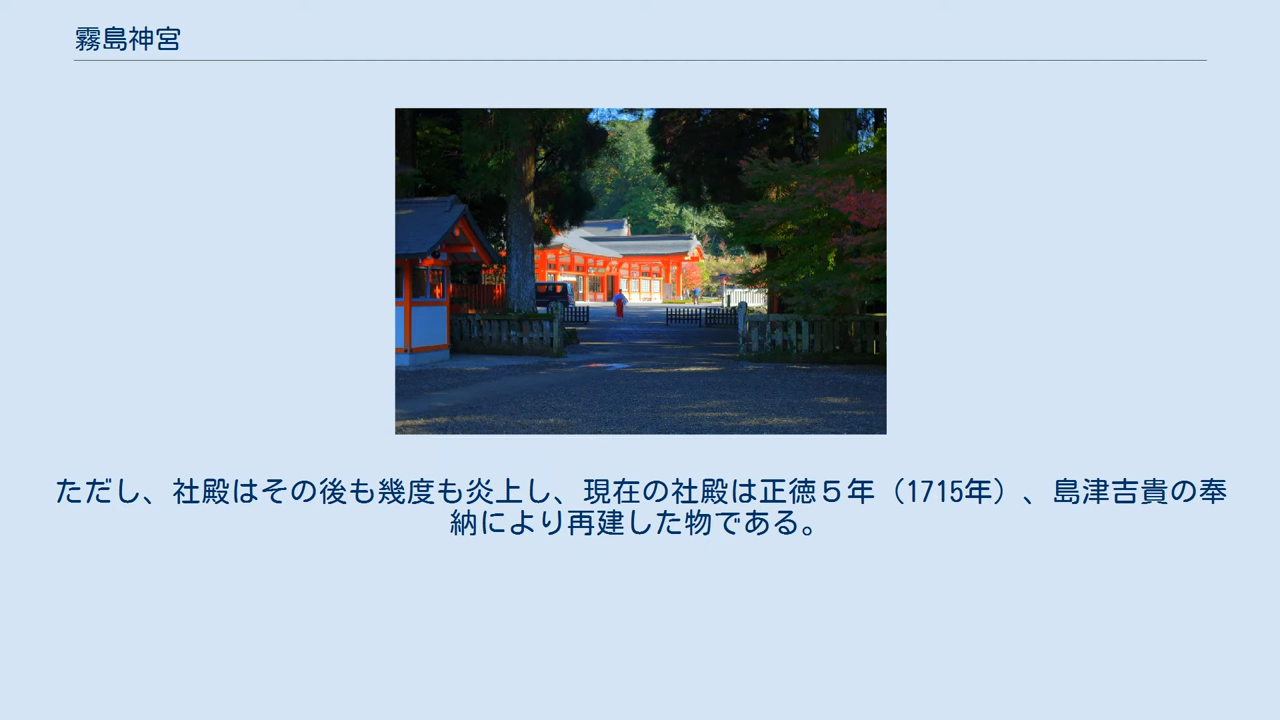 霧島神宮
ただし、社殿はその後も幾度も炎上し、現在の社殿は正徳５年（1715年）、島津吉貴の奉
納により再建した物である。